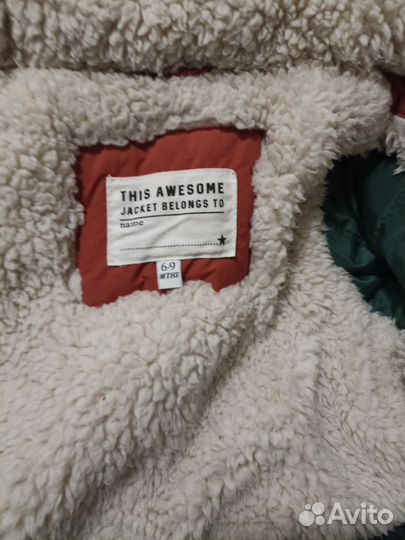 THIS AWESOME
JACKET BELONGS TO
name
6-9
MTHS
Avito